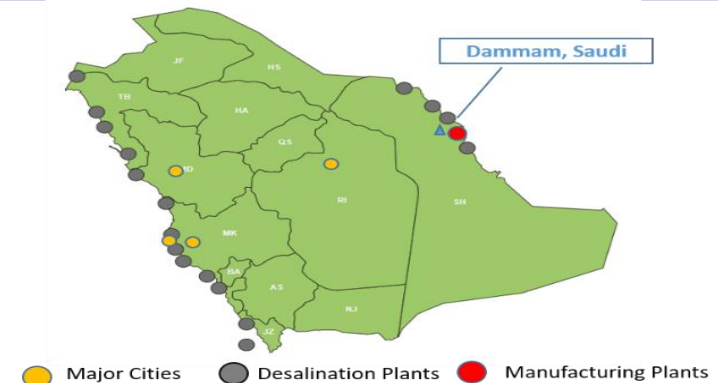 Dammam, Saudi
JF
HS
TB
HA
QS
MD
RI
SH
MK
BA
AS
NJ
JZ
Major Cities
Desalination Plants
Manufacturing Plants